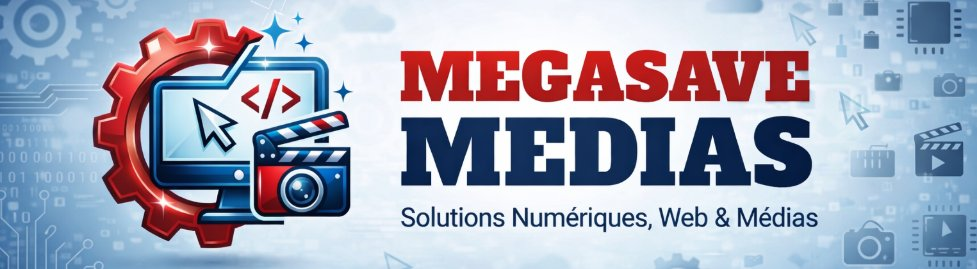 </>
MEGASAVE
MEDIAS
Solutions Numériques, Web & Médias